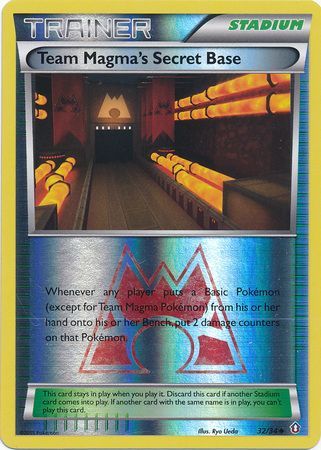 TRAINER
STADIUM
Team Magma's Secret Base
Whenever any player puts a Basic Pokémon
(except for Team Magma Pokémon) from his or her
hand onto his or her Bench, put 2 damage counters
on that Pokémon.
This card stays in play when you play it. Discard this card if another Stadium
card comes into play. If another card with the same name is in play, you can't
play this card.
©2015 Pokémon
Illus. Ryo Ueda
32/34